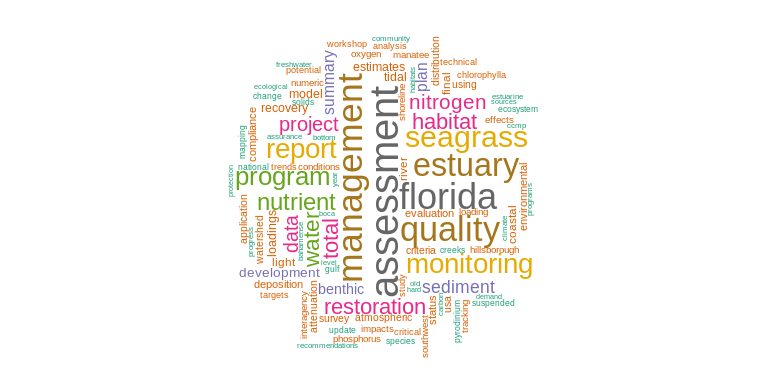 community
workshop
analysis
freshwater
potential
oxygen
manatee
distribution
technical
estimates
summary
tidal
plan
habitats
final
using
chlorophylla
ecological
numeric
model
change
solids
recovery
management
assessment
shoreline
nitrogen
estuarine
sources
ecosystem
compliance
project
habitat
effects
assurance
bottom
seagrass
ccmp
mapping
report
national
trends
conditions
river
estuary
protection
program
year
florida
environmental
programs
application
nutrient
boca
evaluation
loading
quality
climate
coastal
progress
watershed
loadings
data
water
total
criteria
creeks
hillsborough
light
level
gulf
monitoring
development
deposition
targets
benthic
study
old
hard
sediment
restoration
status
carbon
usa
demand
suspended
interagency
attenuation
survey
atmospheric
update
impacts
critical
southwest
pyrodinium
tracking
phosphorus
species
recommendations